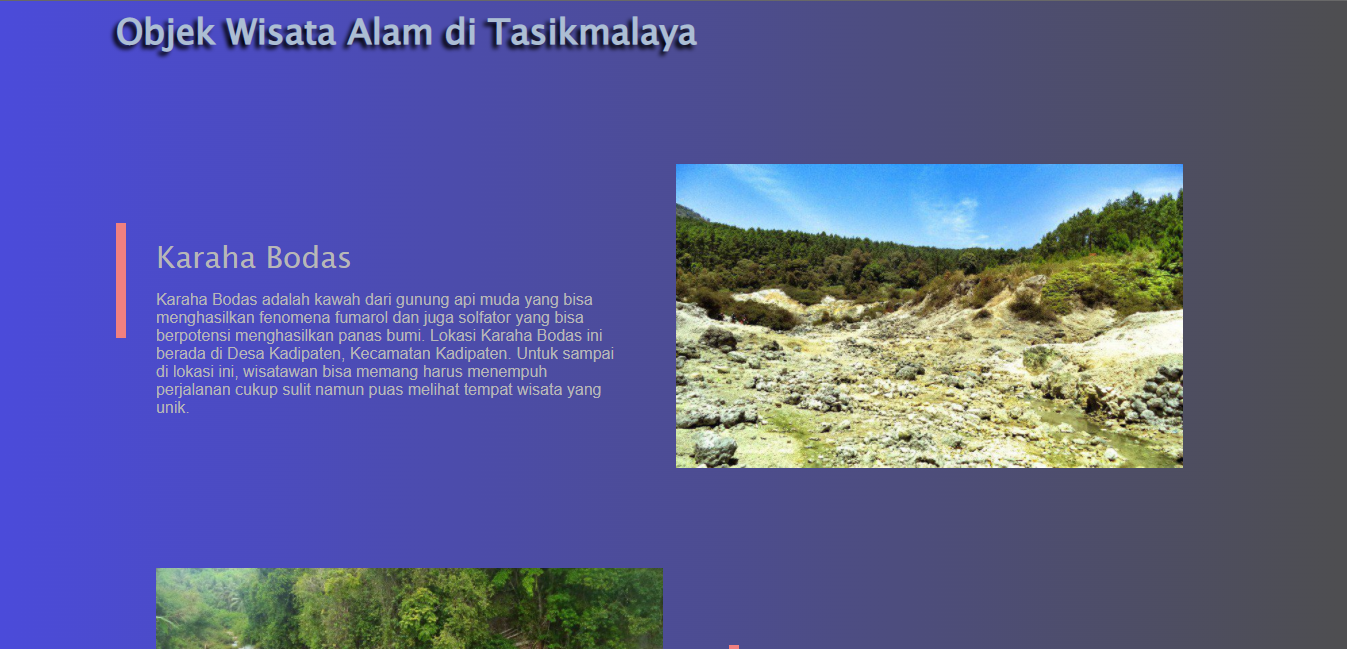 Objek Wisata Alam di Tasikmalaya
Karaha Bodas
Karaha Bodas adalah kawah dari gunung api muda yang bisa
menghasilkan fenomena fumarol dan juga solfator yang bisa
berpotensi menghasilkan panas bumi. Lokasi Karaha Bodas ini
berada di Desa Kadipaten, Kecamatan Kadipaten. Untuk sampai
di lokasi ini, wisatawan bisa memang harus menempuh
perjalanan cukup sulit namun puas melihat tempat wisata yang
unik.